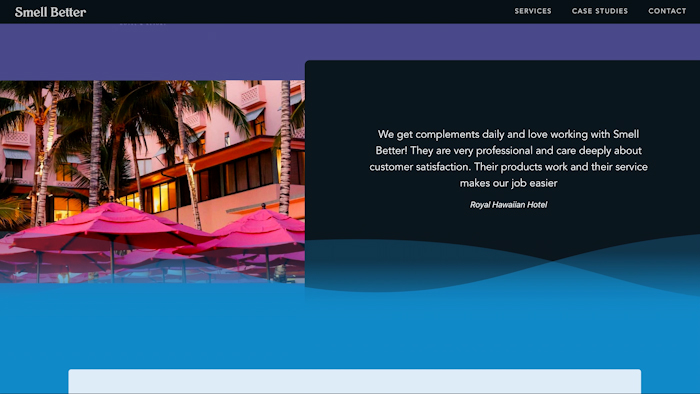 Smell Better
SERVICES
CASE STUDIES
CONTACT
We get complements daily and love working with Smell
Better! They are very professional and care deeply about
customer satisfaction. Their products work and their service
makes our job easier
Royal Hawaiian Hotel